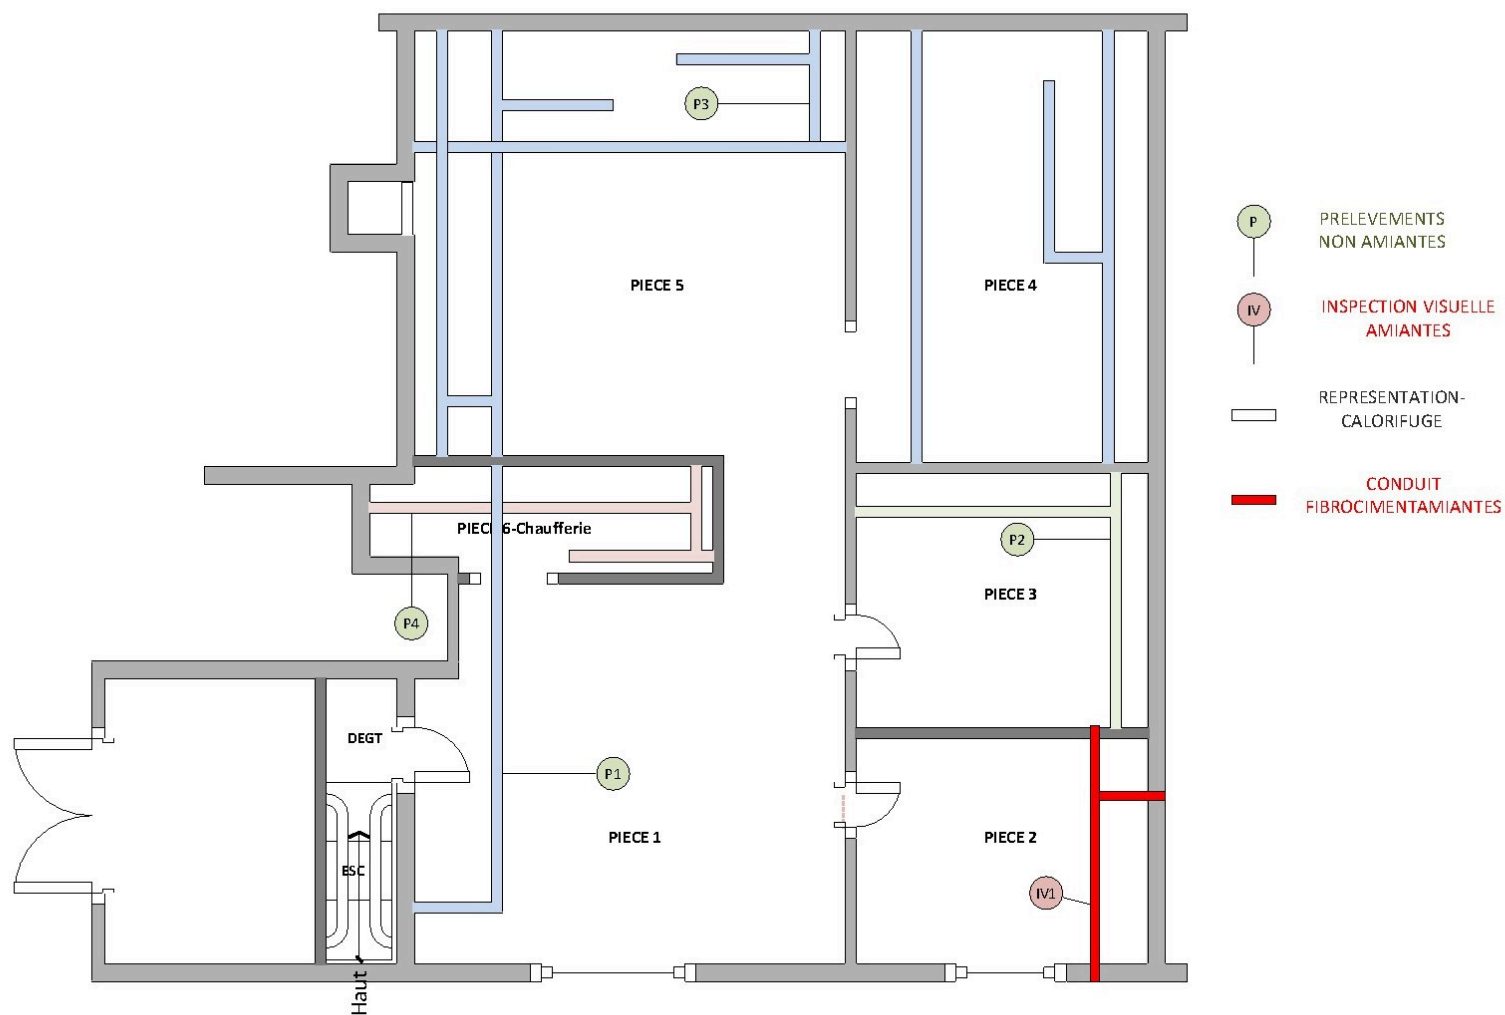 P3
P
PRELEVEMENTS
NON AMIANTES
PIECE 5
PIECE 4
IV
INSPECTION VISUELLE
AMIANTES
REPRESENTATION-
CALORIFUGE
CONDUIT
FIBROCIMENTAMIANTES
PIECE 6-Chaufferie
P2
PIECE 3
P4
DEGT
P1
PIECE 1
PIECE 2
ESC
IV1
Haut